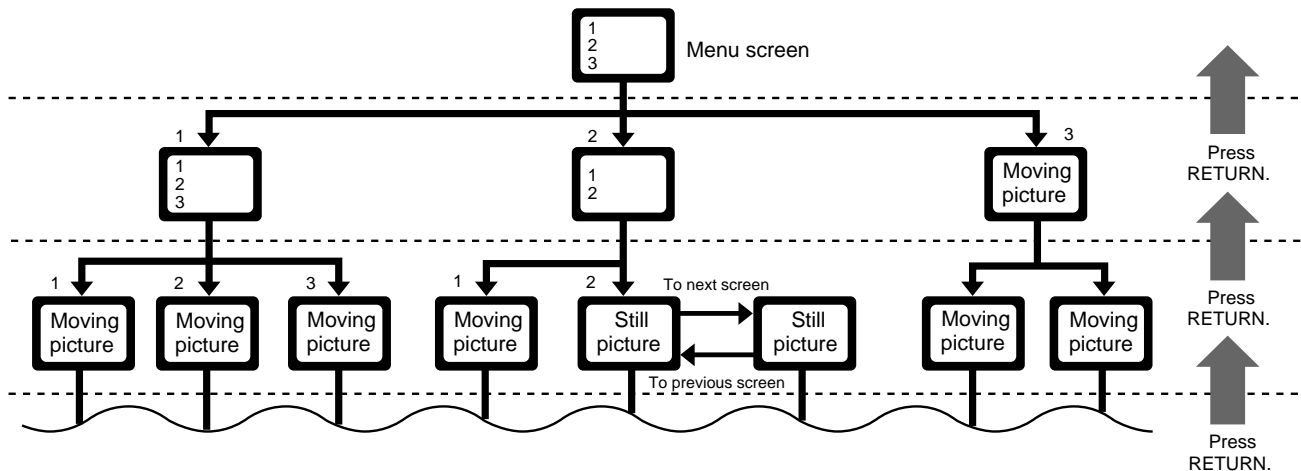 1
2
3
Menu screen
1
2
3
1
2
3
1
2
Moving
picture
Press
RETURN.
1
2
3
1
2
To next screen
Moving
picture
Moving
picture
Moving
picture
Moving
picture
Still
picture
Still
picture
Moving
picture
Moving
picture
To previous screen
Press
RETURN.
Press
RETURN.